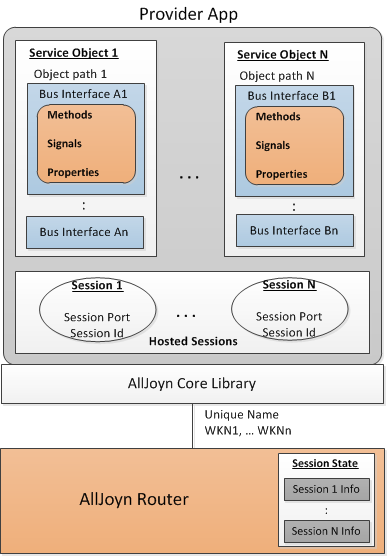 Provider App
Service Object 1
Object path 1
Bus Interface A1
Methods
Signals
Properties
:
Bus Interface An
...
Service Object N
Object path N
Bus Interface B1
Methods
Signals
Properties
:
Bus Interface Bn
Session 1
Session Port
Session Id
...
Session N
Session Port
Session Id
Hosted Sessions
AllJoyn Core Library
Unique Name
WKN1, ... WKNn
AllJoyn Router
Session State
Session 1 Info
:
Session N Info